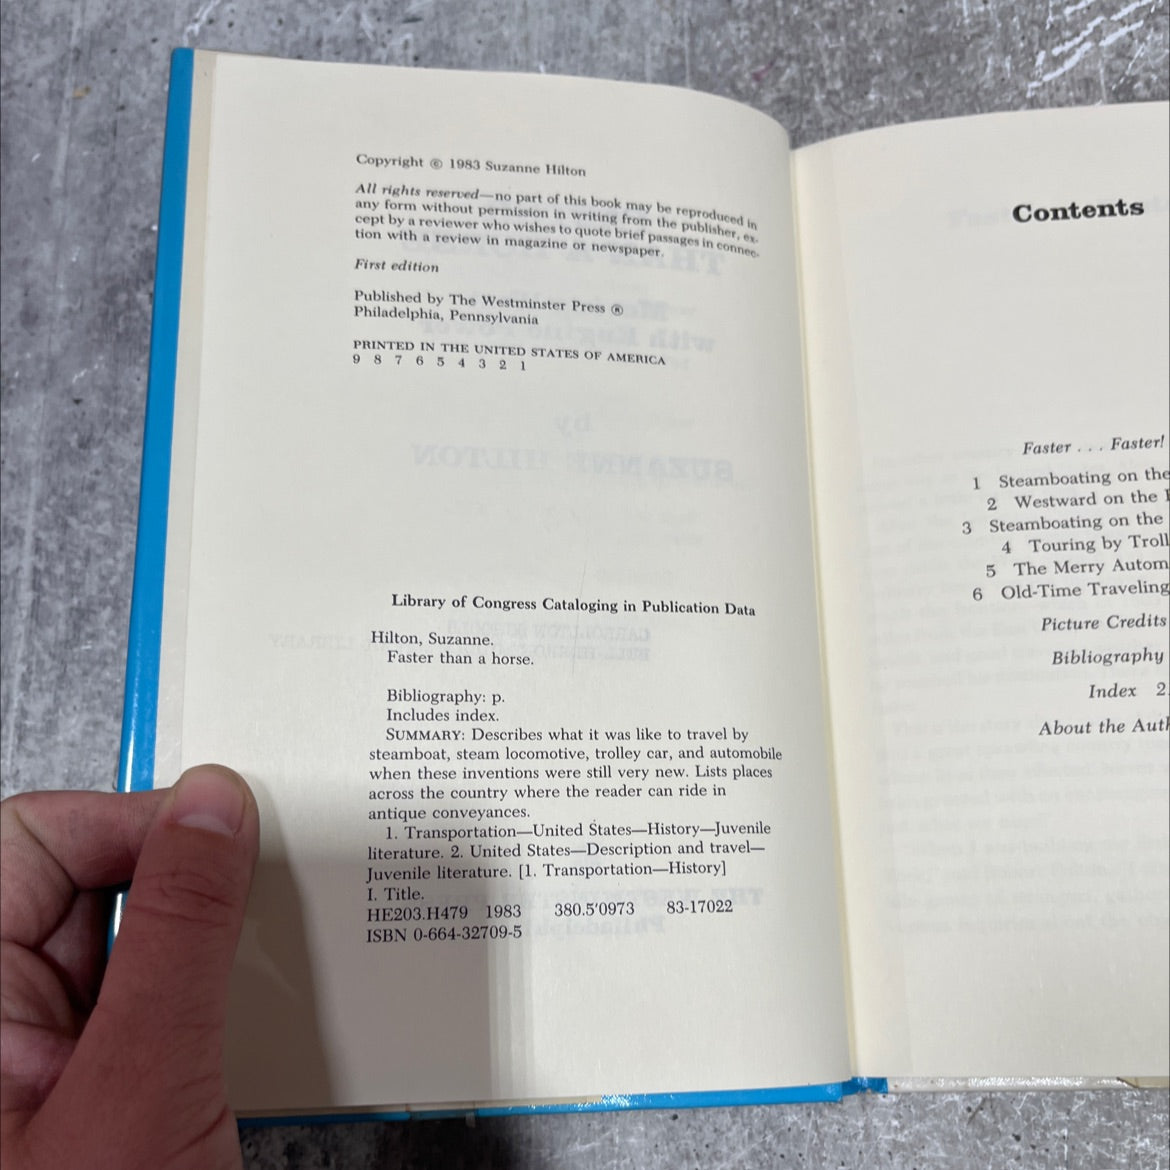 Copyright © 1983 Suzanne Hilton
All rights reserved—no part of this book may be reproduced in
any form without permission in writing from the publisher, ex-
cept by a reviewer who wishes to quote brief passages in connec-
tion with a review in magazine or newspaper.
First edition
Published by The Westminster Press ®
Philadelphia, Pennsylvania
PRINTED IN THE UNITED STATES OF AMERICA
9 8 7 6 5 4 3 2 1
Library of Congress Cataloging in Publication Data
Hilton, Suzanne.
Faster than a horse.
Bibliography: p.
Includes index.
SUMMARY: Describes what it was like to travel by
steamboat, steam locomotive, trolley car, and automobile
when these inventions were still very new. Lists places
across the country where the reader can ride in
antique conveyances.
1. Transportation—United States—History—Juvenile
literature. 2. United States—Description and travel—
Juvenile literature. [1. Transportation—History]
I. Title.
HE203.H479 1983 380.5′0973 83-17022
ISBN 0-664-32709-5
Contents
Faster . . . Faster!
1 Steamboating on the
2 Westward on the
3 Steamboating on the
4 Touring by Troll
5 The Merry Autom
6 Old-Time Traveling
Picture Credits
Bibliography
Index 2
About the Auth